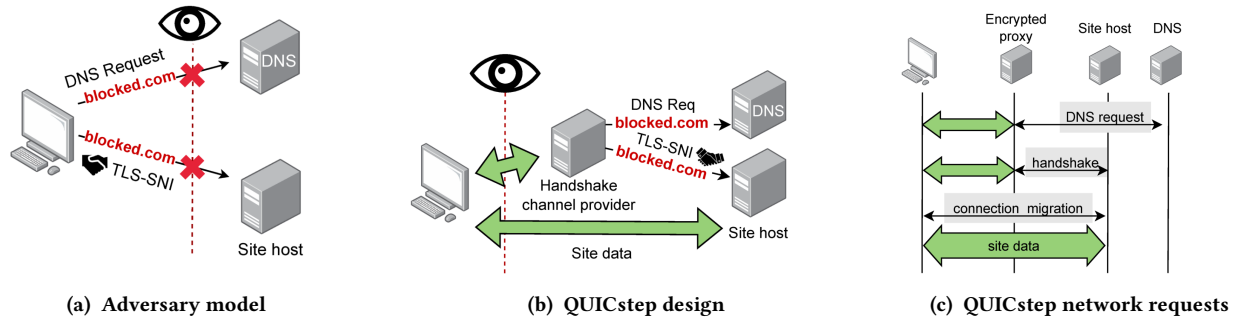 DNS Request
blocked.com
DNS
blocked.com
TLS-SNI
Site host
(a) Adversary model
DNS Req
blocked.com
DNS
TLS-SNI
blocked.com
Handshake
channel provider
Site host
Site data
(b) QUICstep design
Encrypted
proxy
Site host
DNS
DNS request
handshake
connection migration
site data
(c) QUICstep network requests